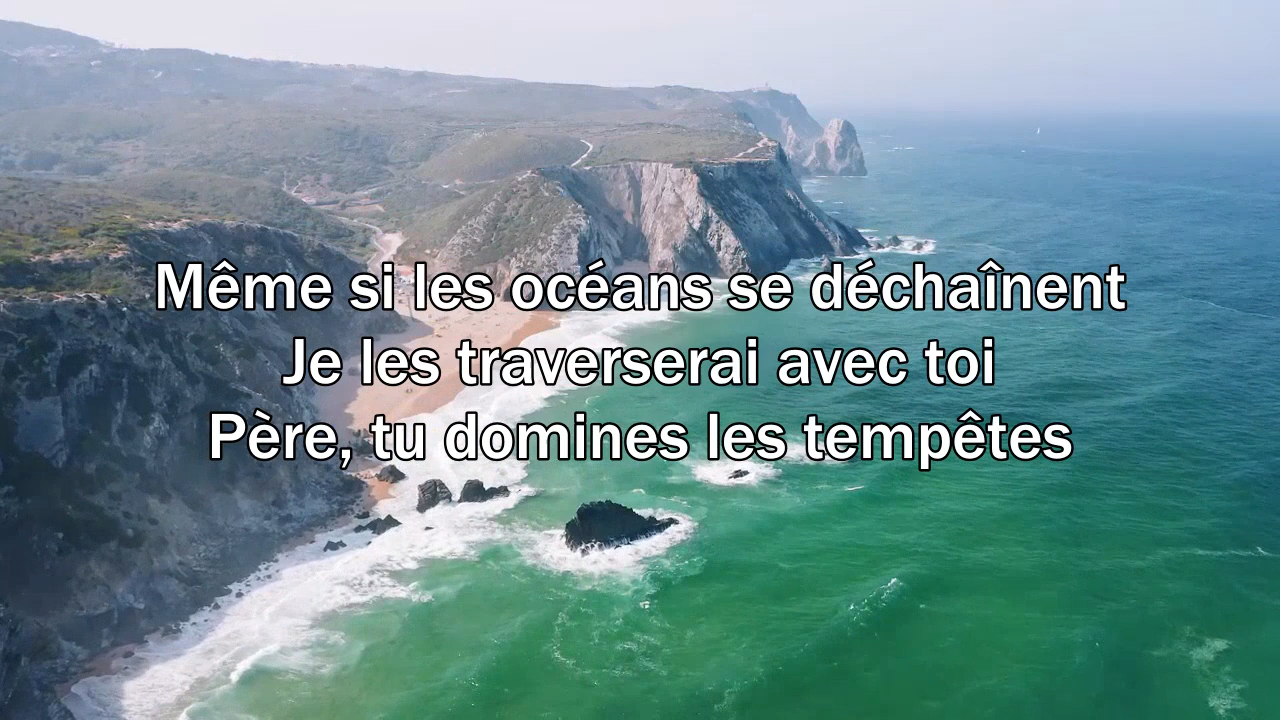 Même si les océans se déchaînent
Je les traverserai avec toi
Père, tu domines les tempêtes